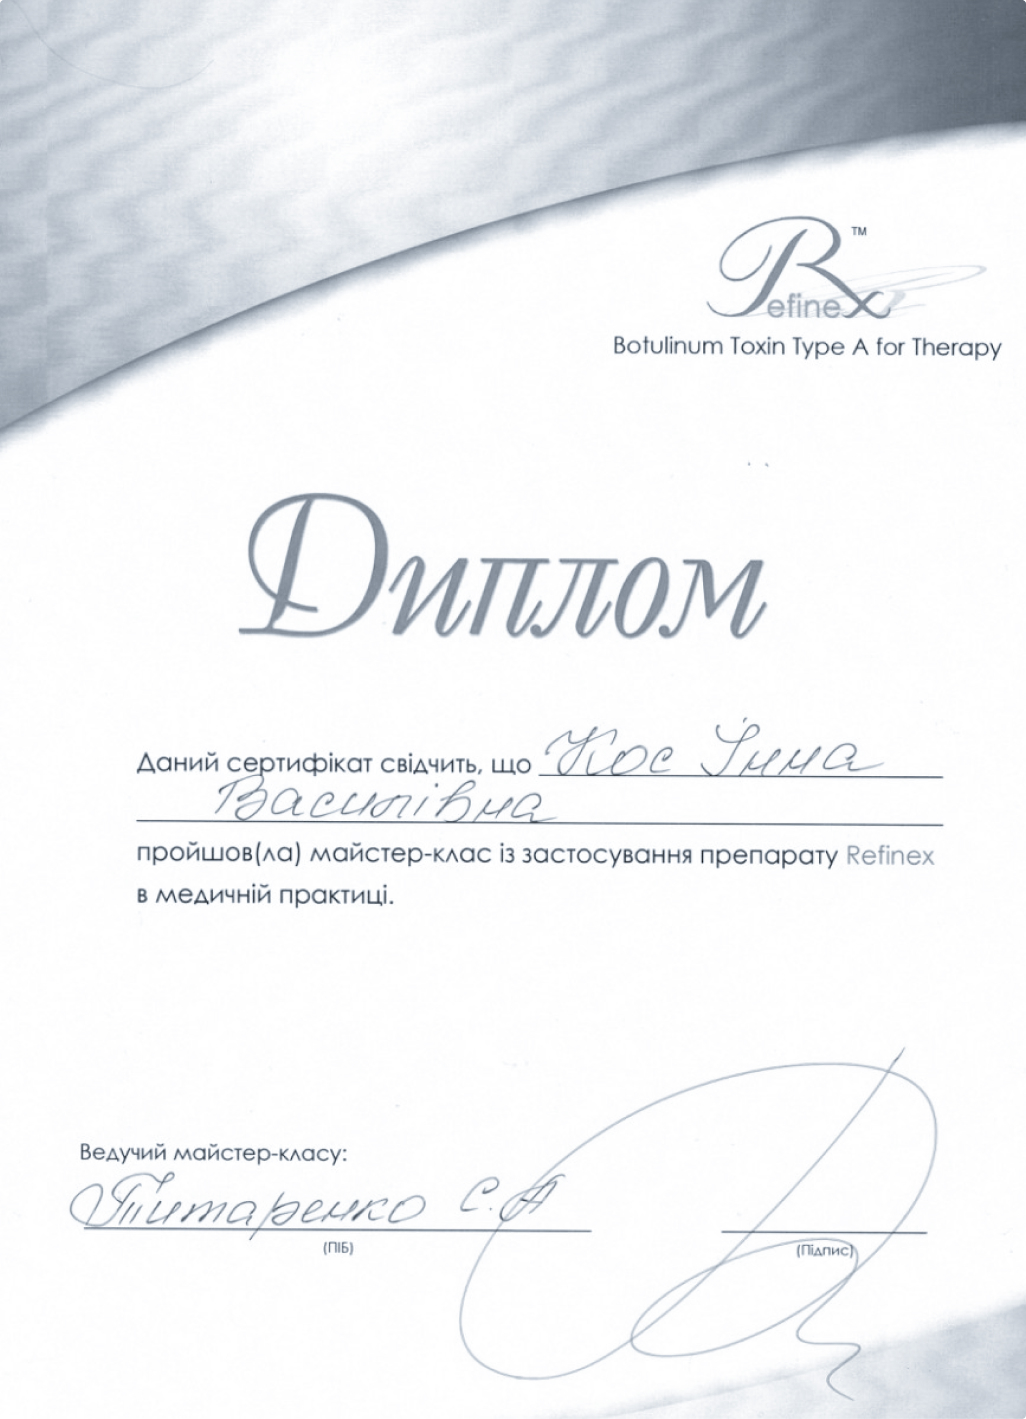 Refinex™
Botulinum Toxin Type A for Therapy
Диплом
Даний сертифікат свідчить, що Кос Інна
Василівна
пройшов(ла) майстер-клас із застосування препарату Refinex
в медичній практиці.
Ведучий майстер-класу:
Титаренко С.А
(ПІБ) (Підпис)